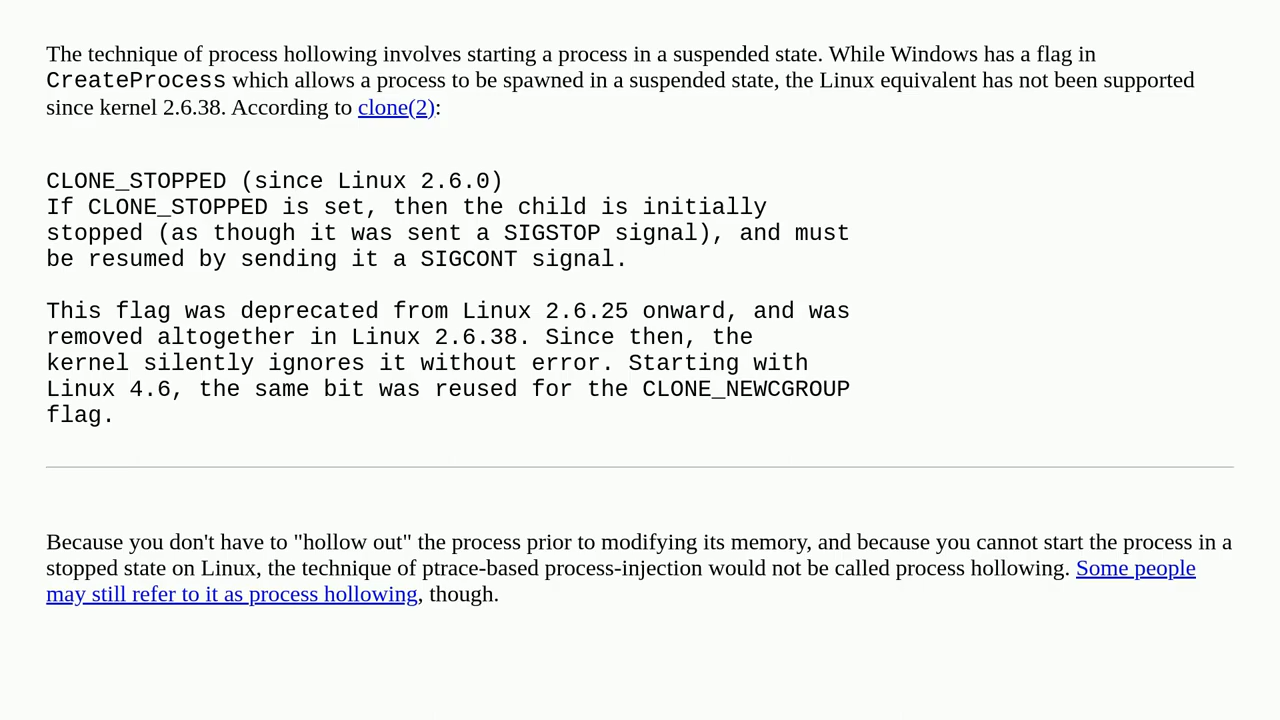 The technique of process hollowing involves starting a process in a suspended state. While Windows has a flag in
CreateProcess which allows a process to be spawned in a suspended state, the Linux equivalent has not been supported
since kernel 2.6.38. According to clone(2):
CLONE_STOPPED (since Linux 2.6.0)
If CLONE_STOPPED is set, then the child is initially
stopped (as though it was sent a SIGSTOP signal), and must
be resumed by sending it a SIGCONT signal.
This flag was deprecated from Linux 2.6.25 onward, and was
removed altogether in Linux 2.6.38. Since then, the
kernel silently ignores it without error. Starting with
Linux 4.6, the same bit was reused for the CLONE_NEWCGROUP
flag.
Because you don't have to "hollow out" the process prior to modifying its memory, and because you cannot start the process in a
stopped state on Linux, the technique of ptrace-based process-injection would not be called process hollowing. Some people
may still refer to it as process hollowing, though.